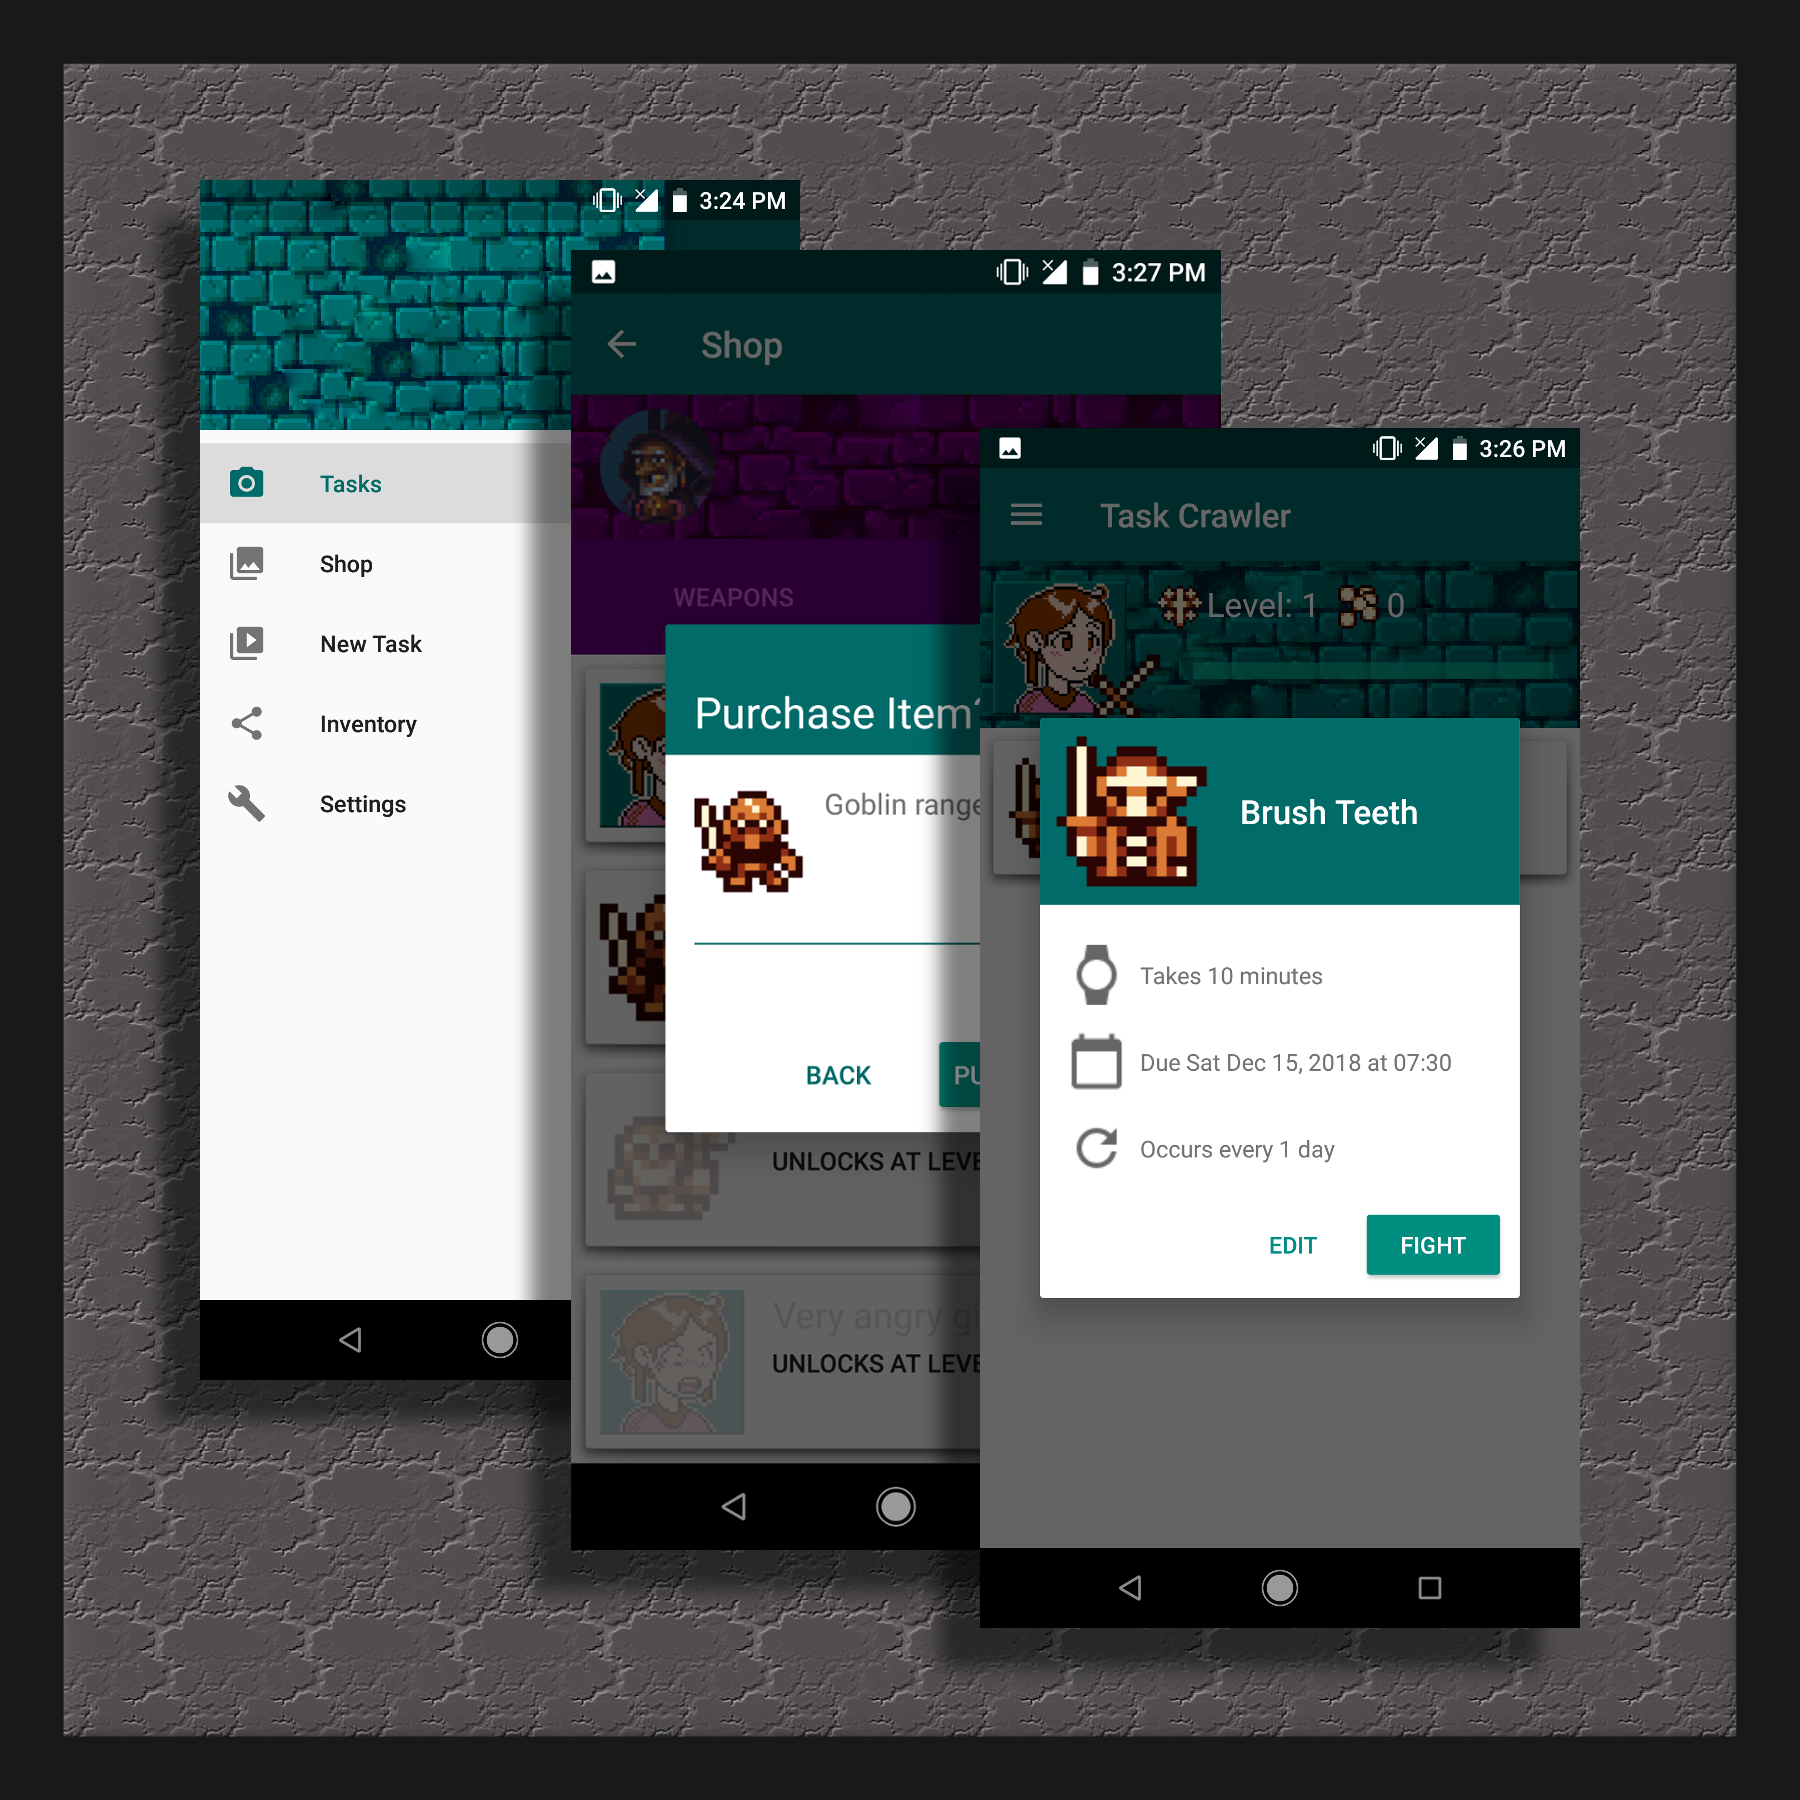 3:24 PM
Tasks
Shop
New Task
Inventory
Settings
3:27 PM
Shop
WEAPONS
Purchase Item
Goblin range
BACK
PU
UNLOCKS AT LEVE
Very angry gi
UNLOCKS AT LEVE
3:26 PM
Task Crawler
Level: 1 0
Brush Teeth
Takes 10 minutes
Due Sat Dec 15, 2018 at 07:30
Occurs every 1 day
EDIT
FIGHT